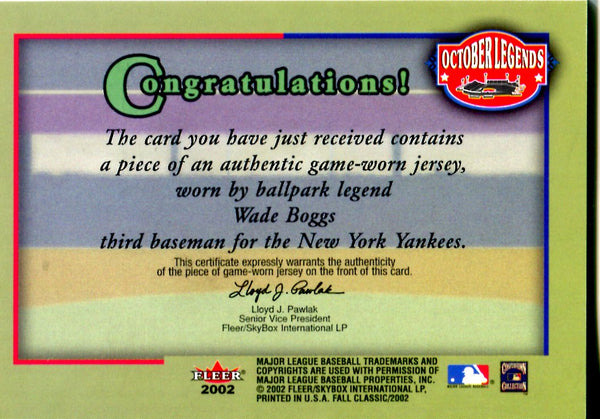 OCTOBER LEGENDS
Congratulations!
The card you have just received contains
a piece of an authentic game-worn jersey,
worn by ballpark legend
Wade Boggs
third baseman for the New York Yankees.
This certificate expressly warrants the authenticity
of the piece of game-worn jersey on the front of this card.
Lloyd J. Pawlak
Lloyd J. Pawlak
Senior Vice President
Fleer/SkyBox International LP
FLEER
2002
MAJOR LEAGUE BASEBALL TRADEMARKS AND
COPYRIGHTS ARE USED WITH PERMISSION OF
MAJOR LEAGUE BASEBALL PROPERTIES, INC.
© 2002 FLEER/SKYBOX INTERNATIONAL LP,
PRINTED IN U.S.A. FALL CLASSIC/2002
COOPERSTOWN
COLLECTION